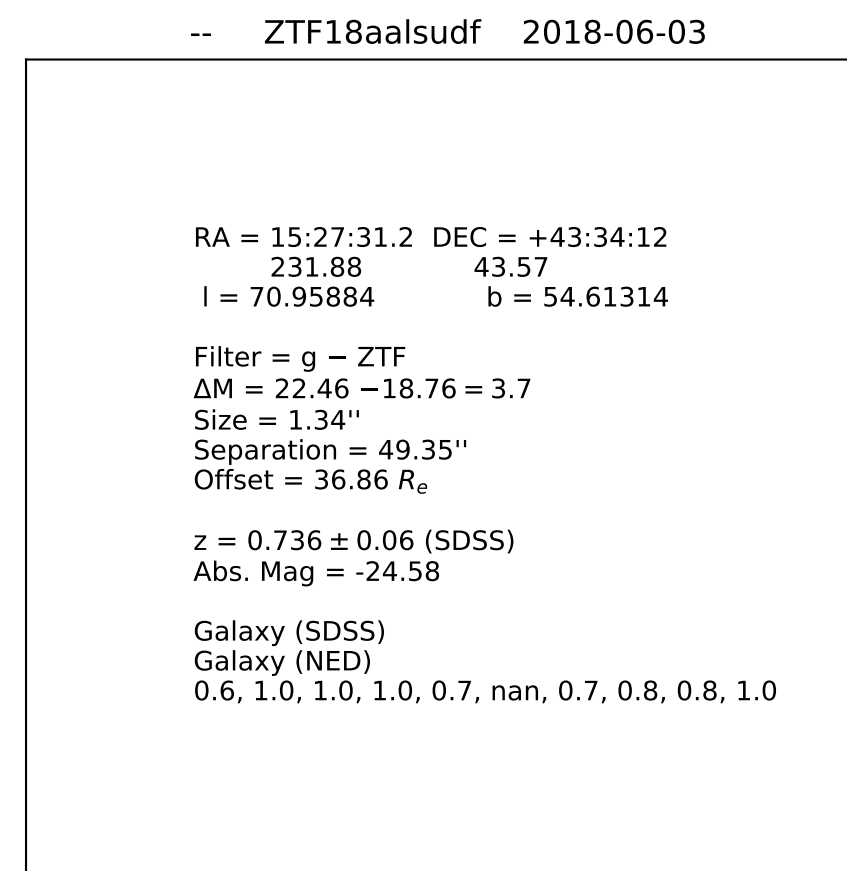 -- ZTF18aalsudf 2018-06-03
RA = 15:27:31.2 DEC = +43:34:12
231.88 43.57
l = 70.95884 b = 54.61314
Filter = g − ZTF
ΔM = 22.46 −18.76 = 3.7
Size = 1.34''
Separation = 49.35''
Offset = 36.86 Re
z = 0.736 ± 0.06 (SDSS)
Abs. Mag = -24.58
Galaxy (SDSS)
Galaxy (NED)
0.6, 1.0, 1.0, 1.0, 0.7, nan, 0.7, 0.8, 0.8, 1.0